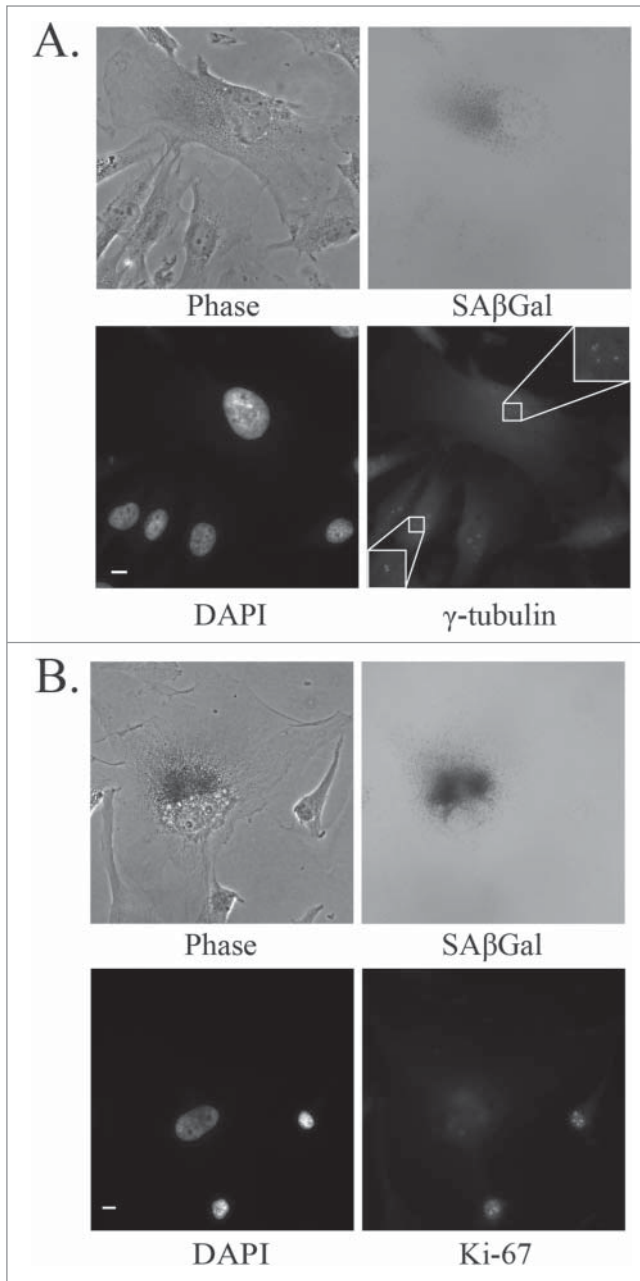 A.
Phase SAβGal
DAPI γ-tubulin
B.
Phase SAβGal
DAPI Ki-67